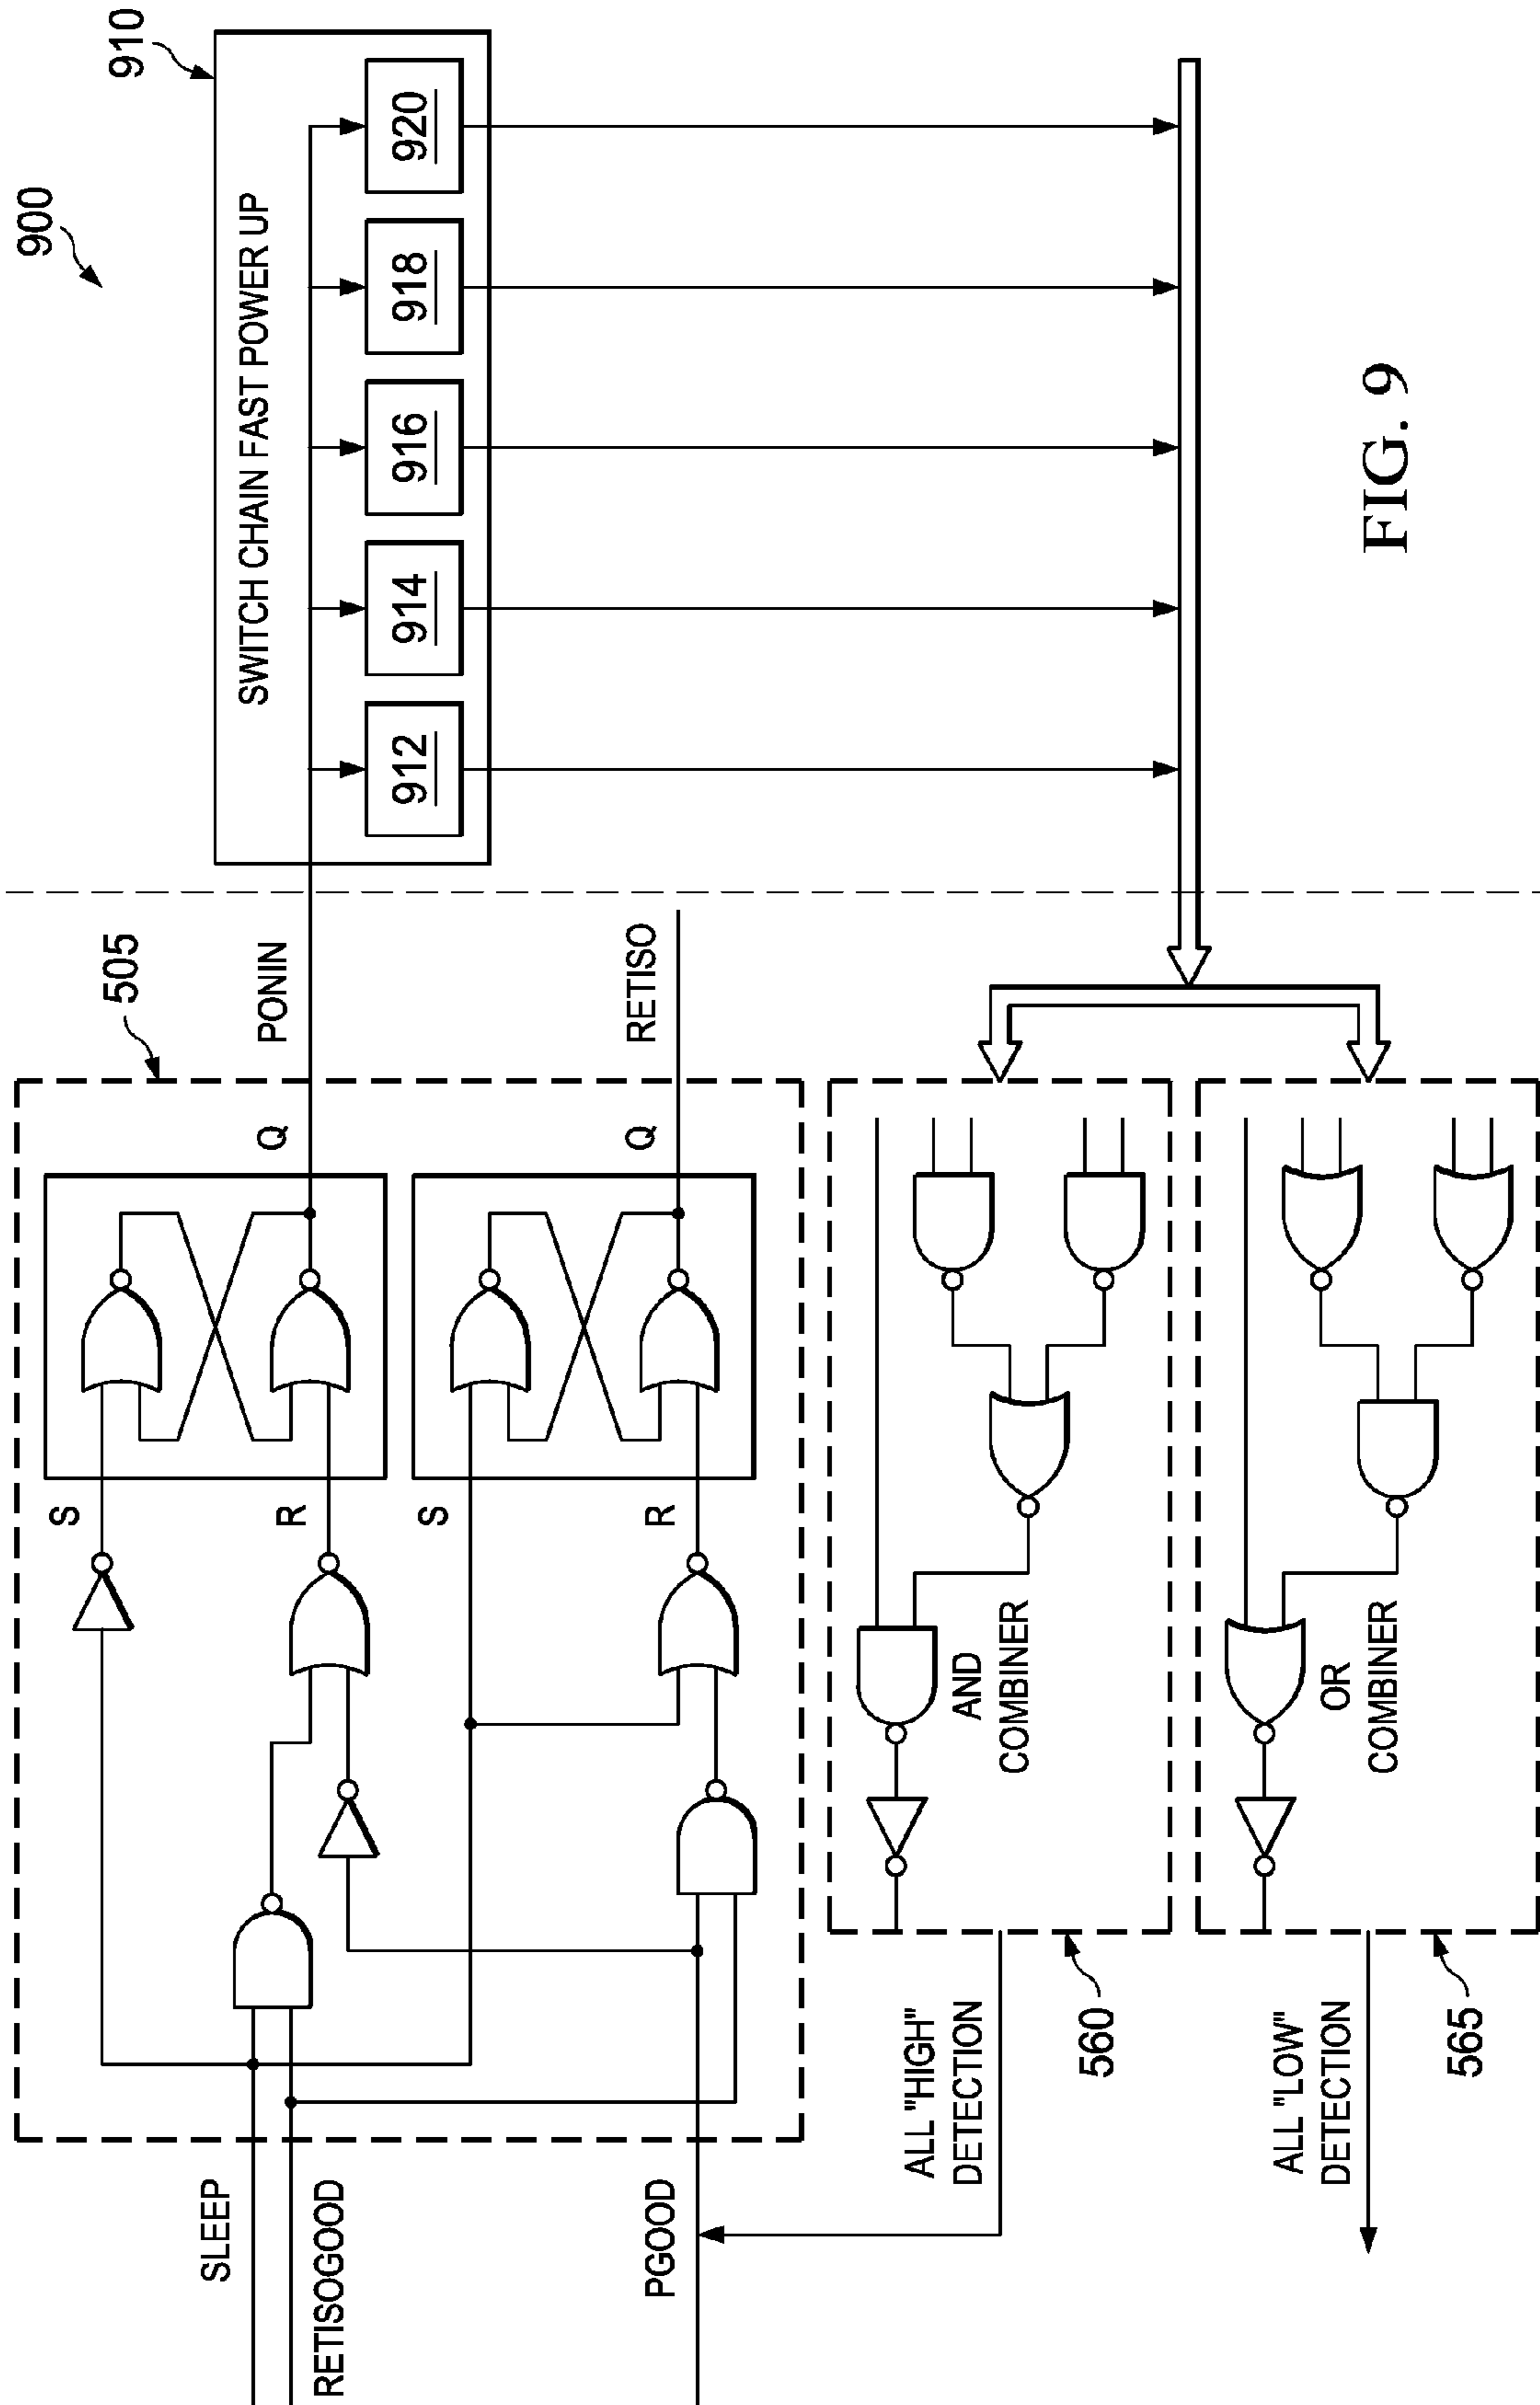 900
910
SWITCH CHAIN FAST POWER UP
912
914
916
918
920
505
SLEEP
RETISOGOOD
PGOOD
S
R
Q
PONIN
S
R
Q
RETISO
ALL "HIGH"
DETECTION
AND
COMBINER
560
ALL "LOW"
DETECTION
OR
COMBINER
565
FIG. 9